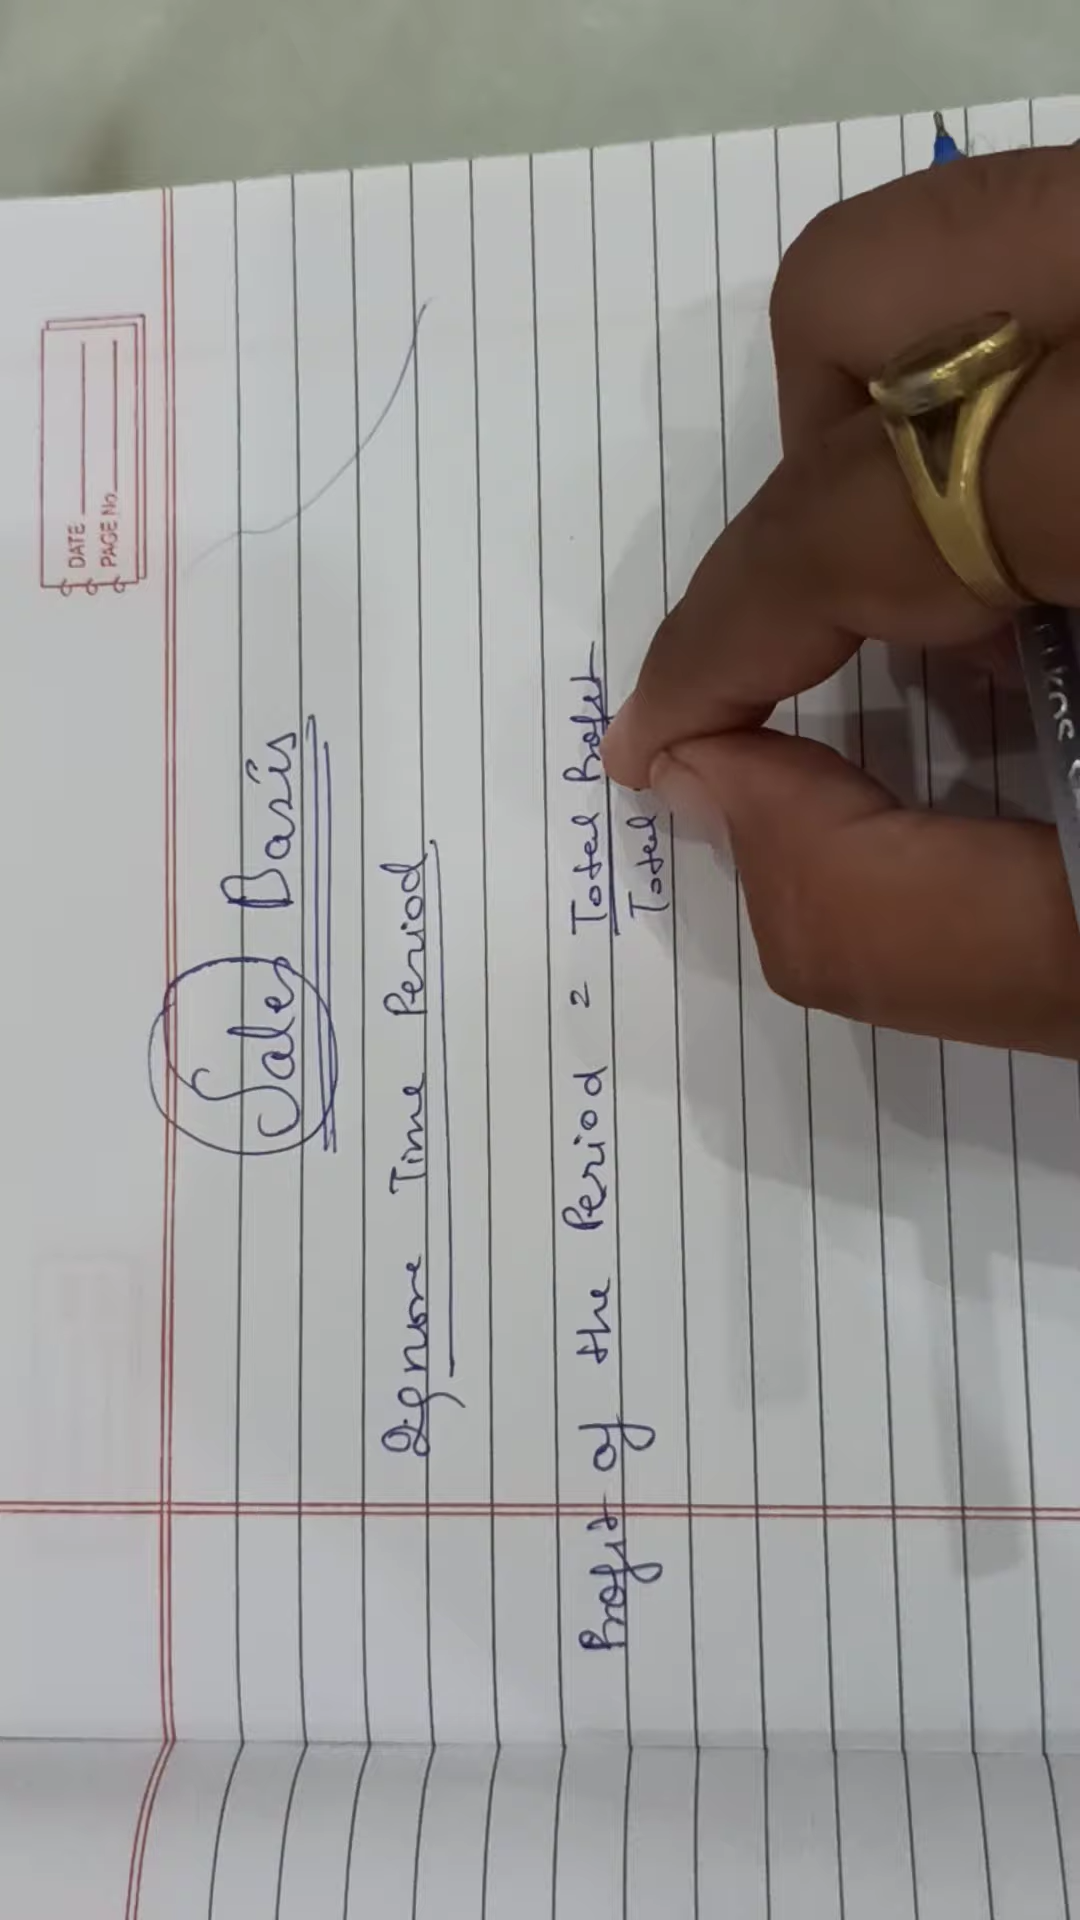 DATE
PAGE No.
Sales Basis
Ignore Time Period
Profit of the Period = Total Profit
Total